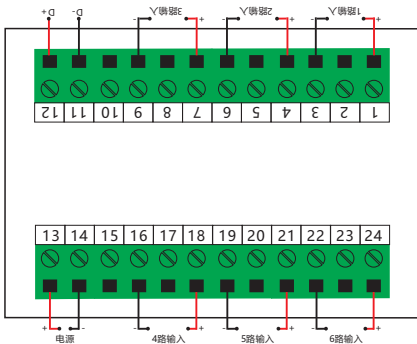 D+ D- - 3路输入 + - 2路输入 + - 1路输入 +
12 11 10 9 8 7 6 5 4 3 2 1
13 14 15 16 17 18 19 20 21 22 23 24
+ 电源 - - 4路输入 + - 5路输入 + - 6路输入 +